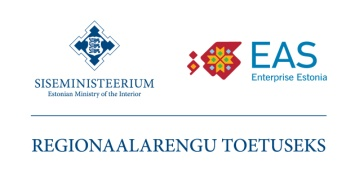 SISEMINISTEERIUM
Estonian Ministry of the Interior
EAS
Enterprise Estonia
REGIONAALARENGU TOETUSEKS